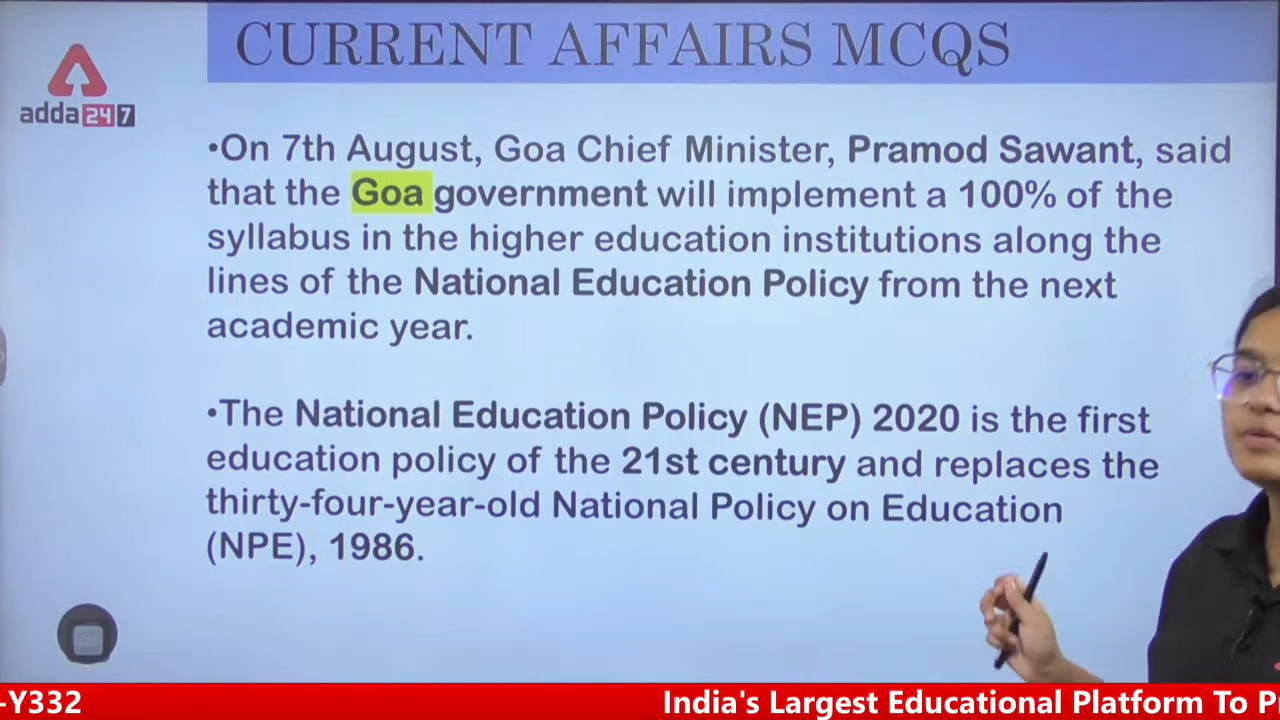 CURRENT AFFAIRS MCQS
adda247
•On 7th August, Goa Chief Minister, Pramod Sawant, said
that the Goa government will implement a 100% of the
syllabus in the higher education institutions along the
lines of the National Education Policy from the next
academic year.
•The National Education Policy (NEP) 2020 is the first
education policy of the 21st century and replaces the
thirty-four-year-old National Policy on Education
(NPE), 1986.
-Y332
India's Largest Educational Platform To P